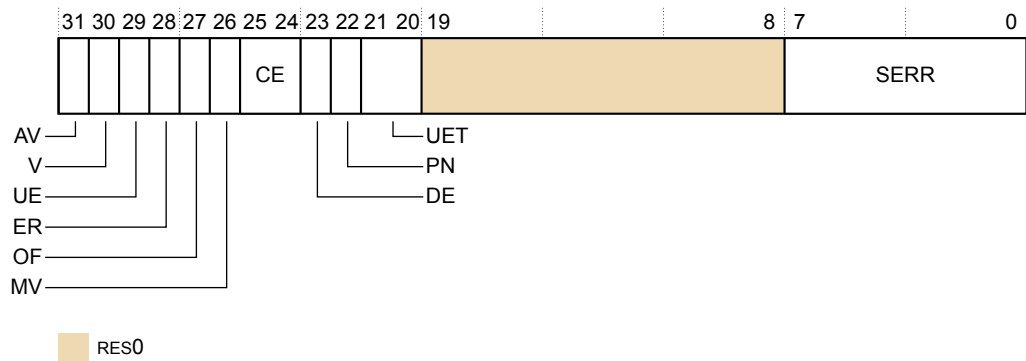 31 30 29 28 27 26 25 24 23 22 21 20 19 8 7 0
CE SERR
AV UET
V PN
UE DE
ER
OF
MV
RES0